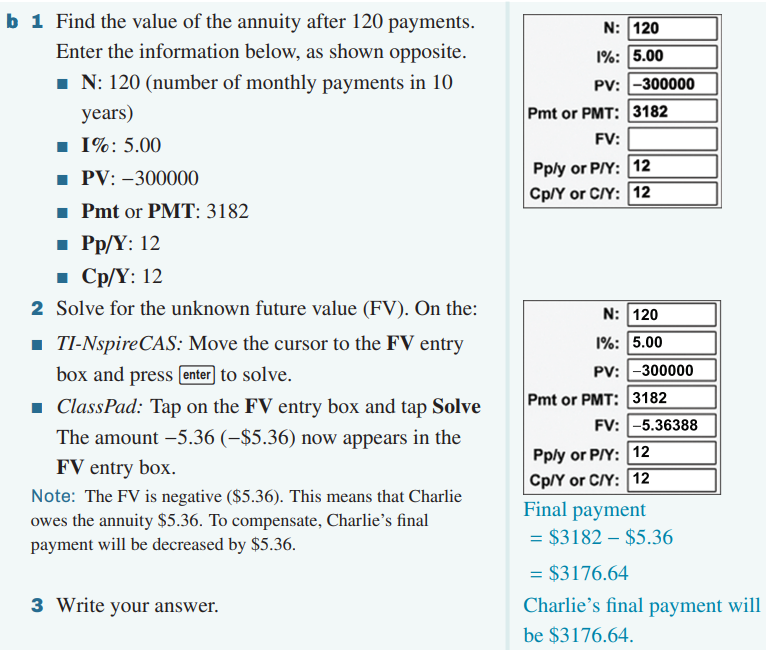 b 1 Find the value of the annuity after 120 payments.
Enter the information below, as shown opposite.
■ N: 120 (number of monthly payments in 10
years)
■ I%: 5.00
■ PV: −300000
■ Pmt or PMT: 3182
■ Pp/Y: 12
■ Cp/Y: 12
N: 120
I%: 5.00
PV: −300000
Pmt or PMT: 3182
FV:
Pp/y or P/Y: 12
Cp/Y or C/Y: 12
2 Solve for the unknown future value (FV). On the:
■ TI-NspireCAS: Move the cursor to the FV entry
box and press enter to solve.
■ ClassPad: Tap on the FV entry box and tap Solve
The amount −5.36 (−$5.36) now appears in the
FV entry box.
Note: The FV is negative ($5.36). This means that Charlie
owes the annuity $5.36. To compensate, Charlie’s final
payment will be decreased by $5.36.
N: 120
I%: 5.00
PV: −300000
Pmt or PMT: 3182
FV: −5.36388
Pp/y or P/Y: 12
Cp/Y or C/Y: 12
Final payment
= $3182 − $5.36
= $3176.64
3 Write your answer.
Charlie’s final payment will
be $3176.64.